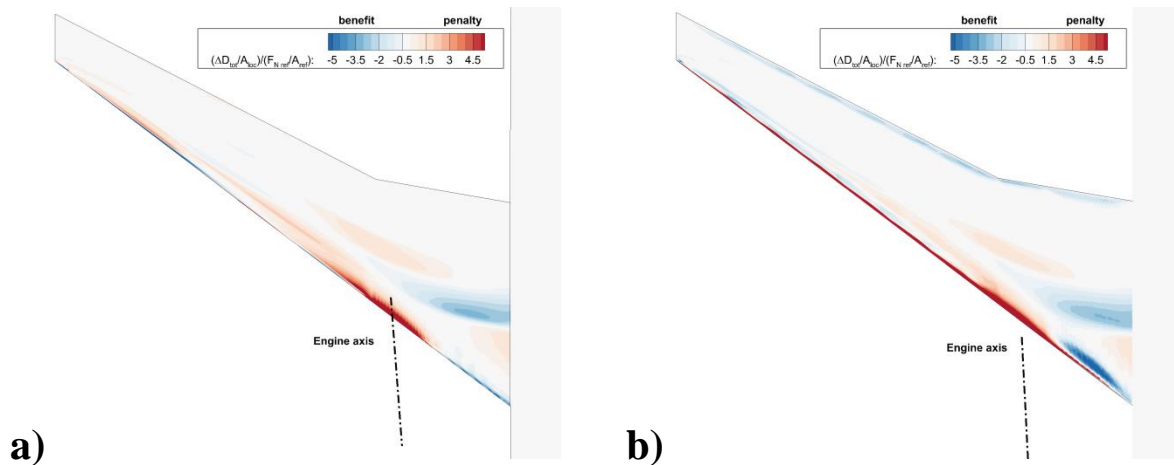 benefit penalty
(ΔD_tot/A_loc)/(F_N ref/A_ref): -5 -3.5 -2 -0.5 1.5 3 4.5
Engine axis
a)
benefit penalty
(ΔD_tot/A_loc)/(F_N ref/A_ref): -5 -3.5 -2 -0.5 1.5 3 4.5
Engine axis
b)